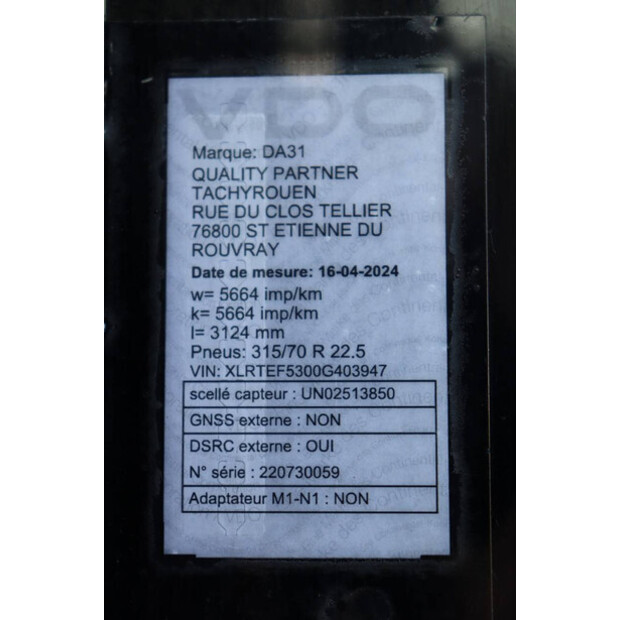 VDO
Marque: DA31
QUALITY PARTNER
TACHYROUEN
RUE DU CLOS TELLIER
76800 ST ETIENNE DU
ROUVRAY
Date de mesure: 16-04-2024
w= 5664 imp/km
k= 5664 imp/km
l= 3124 mm
Pneus: 315/70 R 22.5
VIN: XLRTEF5300G403947
scellé capteur : UN02513850
GNSS externe : NON
DSRC externe : OUI
N° série : 220730059
Adaptateur M1-N1 : NON
VDO